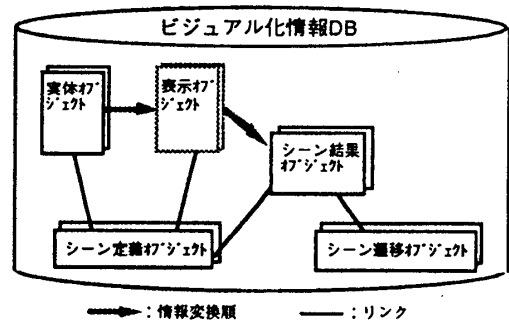 ビジュアル化情報DB
実体オブ
ジェクト
表示オブ
ジェクト
シーン結果
オブジェクト
シーン定義オブジェクト
シーン遷移オブジェクト
：情報変換順
：リンク